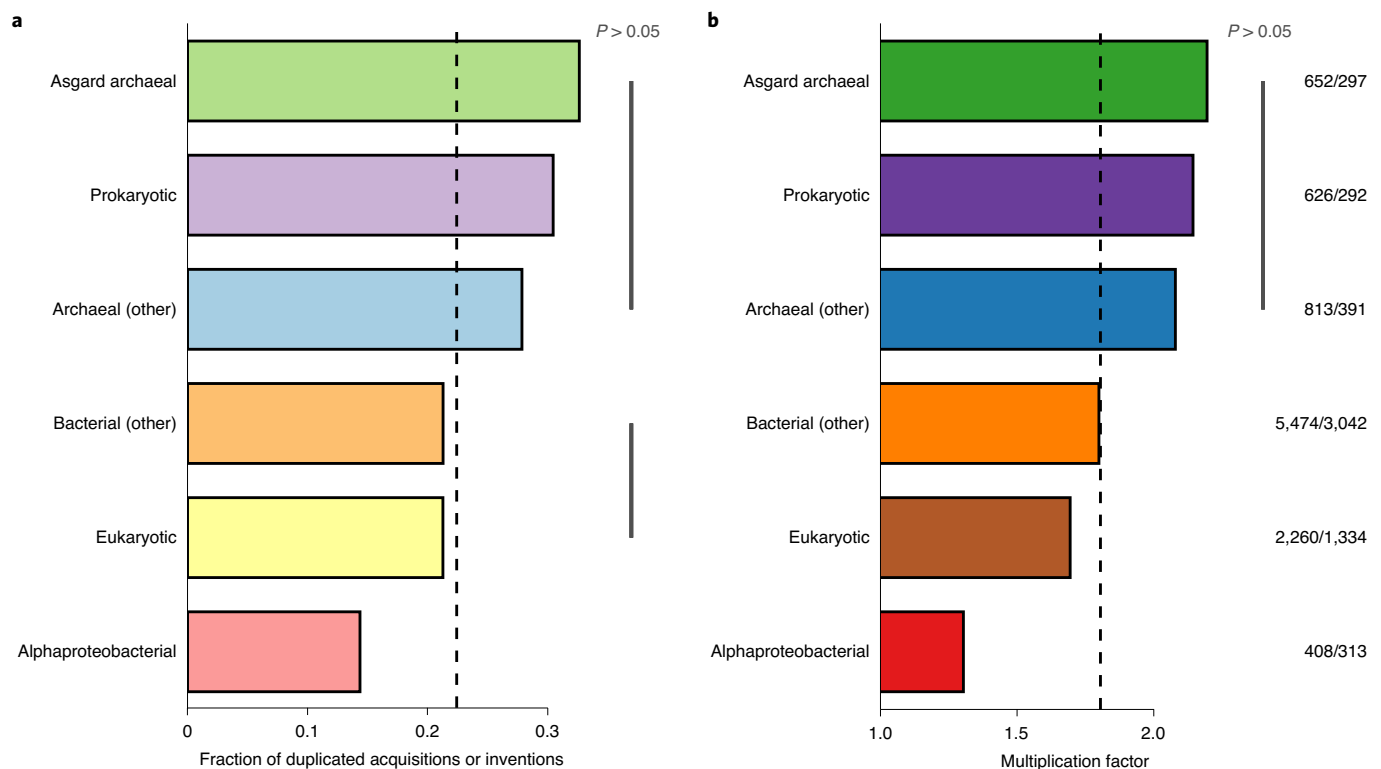 a
P > 0.05
Asgard archaeal
Prokaryotic
Archaeal (other)
Bacterial (other)
Eukaryotic
Alphaproteobacterial
0 0.1 0.2 0.3
Fraction of duplicated acquisitions or inventions
b
P > 0.05
Asgard archaeal 652/297
Prokaryotic 626/292
Archaeal (other) 813/391
Bacterial (other) 5,474/3,042
Eukaryotic 2,260/1,334
Alphaproteobacterial 408/313
1.0 1.5 2.0
Multiplication factor